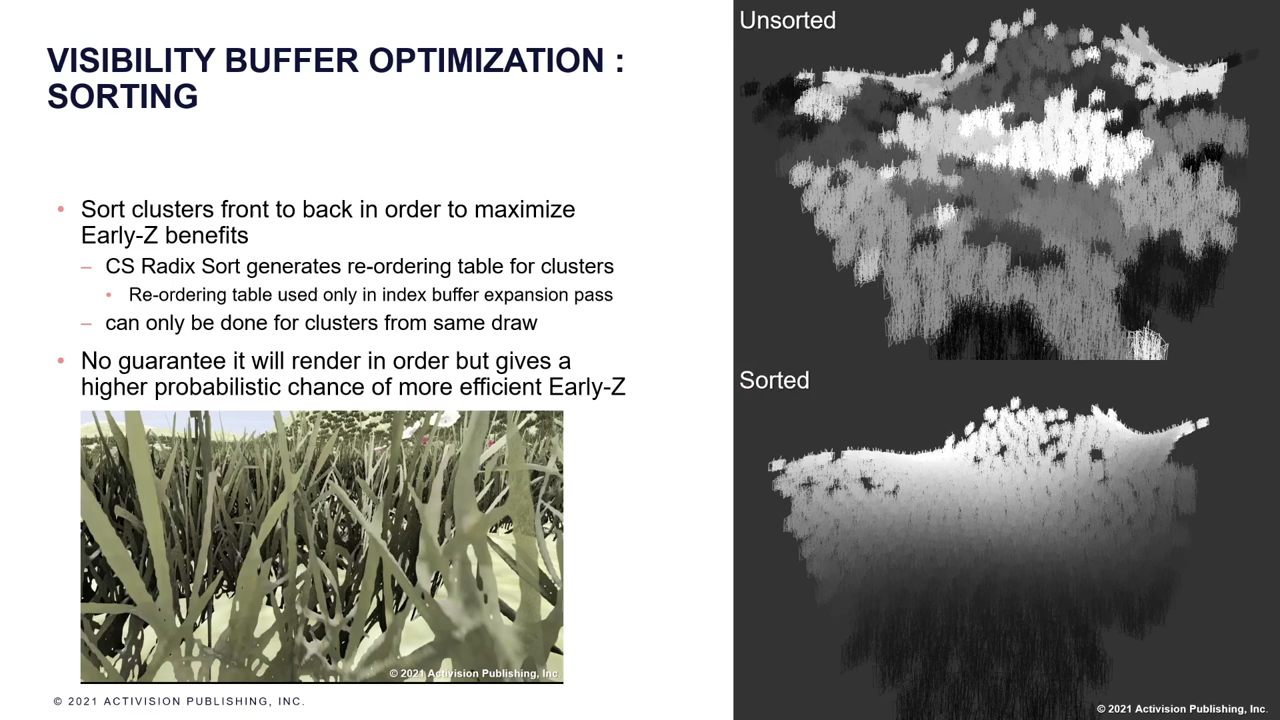 VISIBILITY BUFFER OPTIMIZATION :
SORTING
• Sort clusters front to back in order to maximize
Early-Z benefits
– CS Radix Sort generates re-ordering table for clusters
• Re-ordering table used only in index buffer expansion pass
– can only be done for clusters from same draw
• No guarantee it will render in order but gives a
higher probabilistic chance of more efficient Early-Z
© 2021 Activision Publishing, Inc.
© 2021 ACTIVISION PUBLISHING, INC.
Unsorted
Sorted
© 2021 Activision Publishing, Inc.